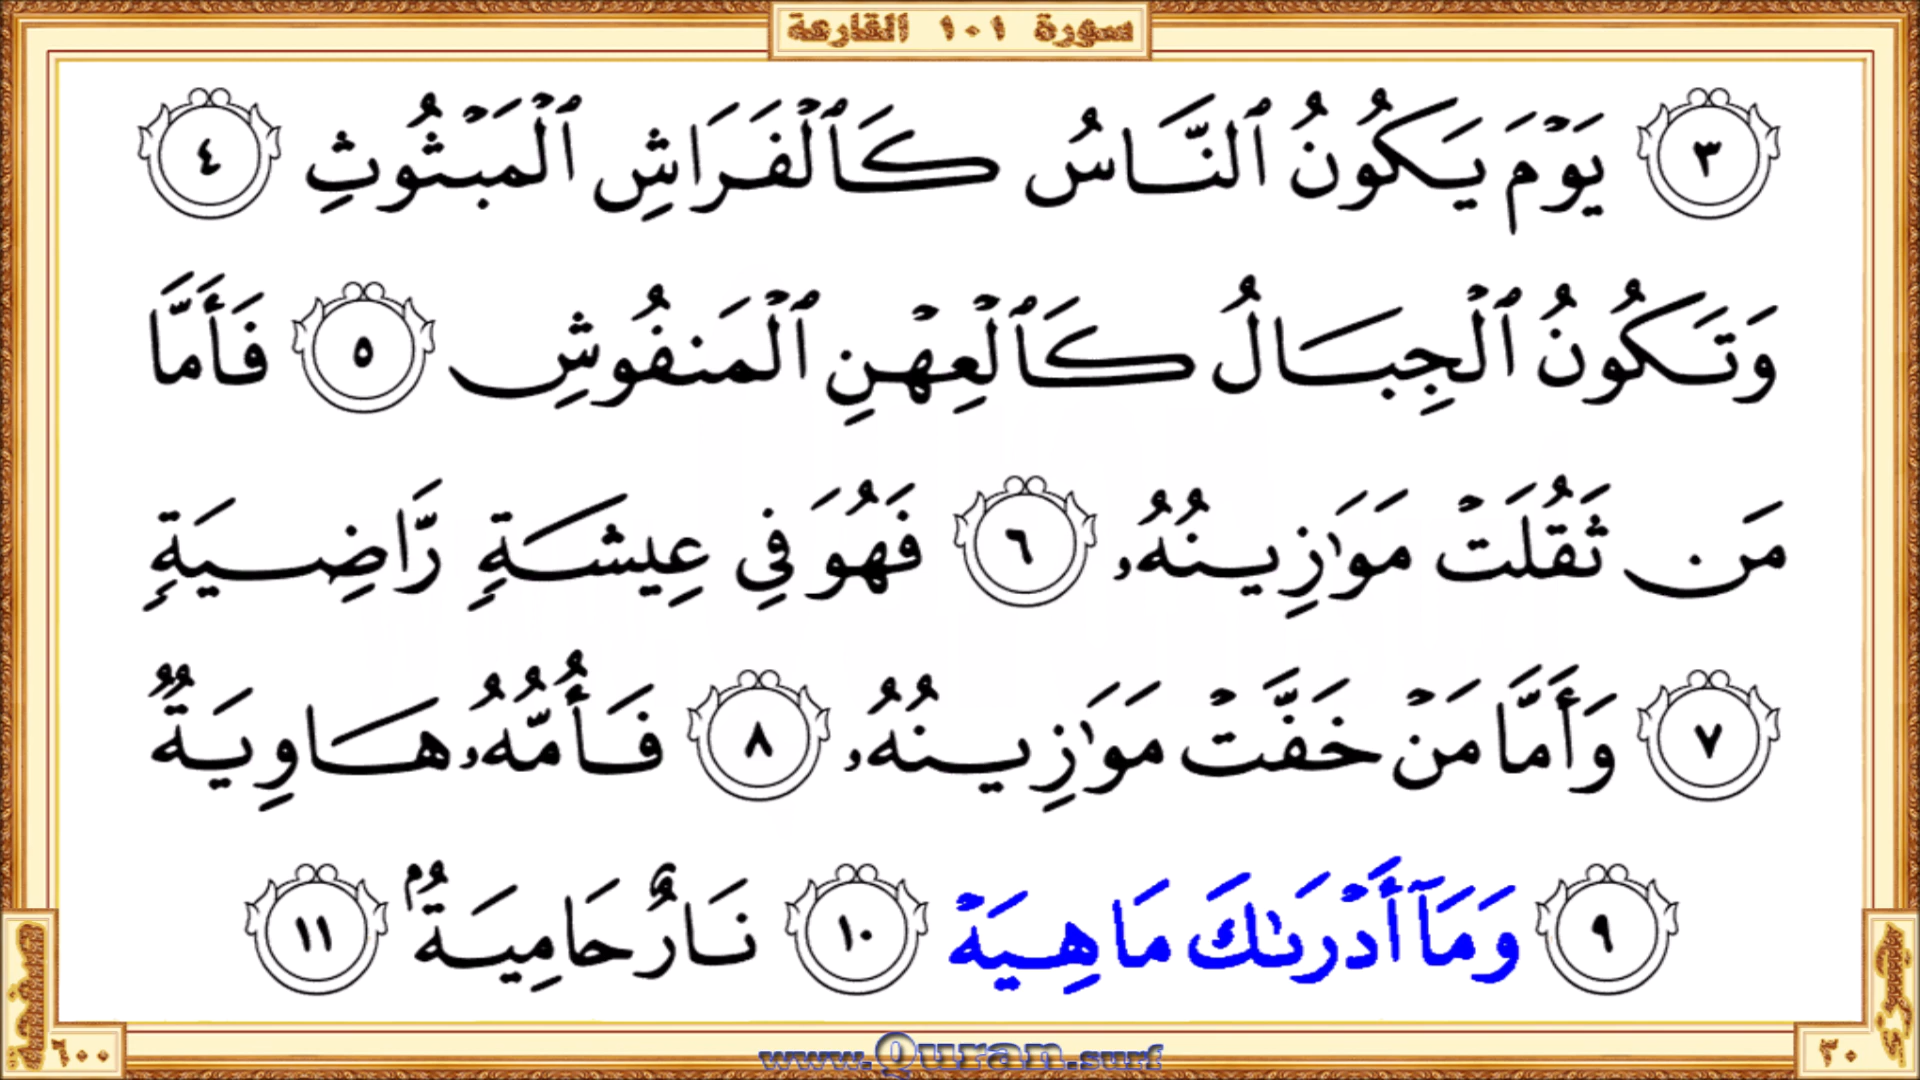 سورة ١٠١ القارعة
٣ يَوۡمَ يَكُونُ ٱلنَّاسُ كَٱلۡفَرَاشِ ٱلۡمَبۡثُوثِ ٤
وَتَكُونُ ٱلۡجِبَالُ كَٱلۡعِهۡنِ ٱلۡمَنفُوشِ ٥ فَأَمَّا
مَن ثَقُلَتۡ مَوَٰزِينُهُۥ ٦ فَهُوَ فِي عِيشَةٖ رَّاضِيَةٖ
٧ وَأَمَّا مَنۡ خَفَّتۡ مَوَٰزِينُهُۥ ٨ فَأُمُّهُۥ هَاوِيَةٞ
٩ وَمَآ أَدۡرَىٰكَ مَا هِيَهۡ ١٠ نَارٌ حَامِيَةُۢ ١١
صفحة
٦٠٠
٣٠
www.Quran.surf